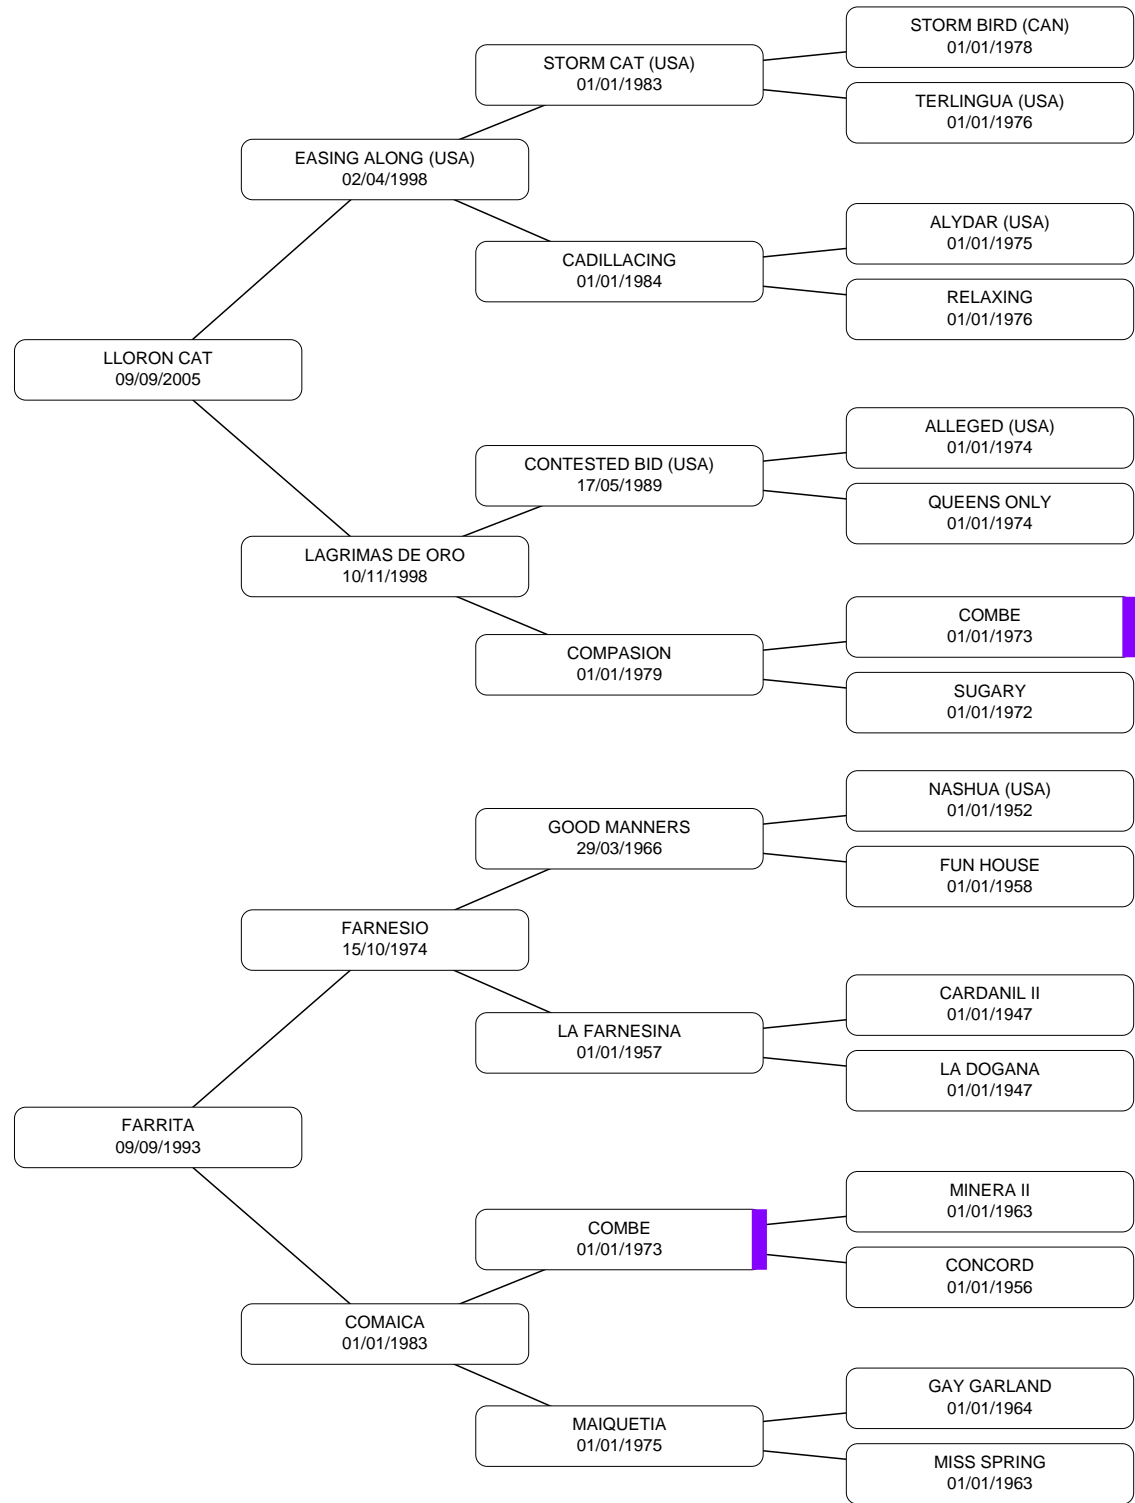 STORM BIRD (CAN)
01/01/1978
STORM CAT (USA)
01/01/1983
TERLINGUA (USA)
01/01/1976
EASING ALONG (USA)
02/04/1998
ALYDAR (USA)
01/01/1975
CADILLACING
01/01/1984
RELAXING
01/01/1976
LLORON CAT
09/09/2005
ALLEGED (USA)
01/01/1974
CONTESTED BID (USA)
17/05/1989
QUEENS ONLY
01/01/1974
LAGRIMAS DE ORO
10/11/1998
COMBE
01/01/1973
COMPASION
01/01/1979
SUGARY
01/01/1972
NASHUA (USA)
01/01/1952
GOOD MANNERS
29/03/1966
FUN HOUSE
01/01/1958
FARNESIO
15/10/1974
CARDANIL II
01/01/1947
LA FARNESINA
01/01/1957
LA DOGANA
01/01/1947
FARRITA
09/09/1993
MINERA II
01/01/1963
COMBE
01/01/1973
CONCORD
01/01/1956
COMAICA
01/01/1983
GAY GARLAND
01/01/1964
MAIQUETIA
01/01/1975
MISS SPRING
01/01/1963